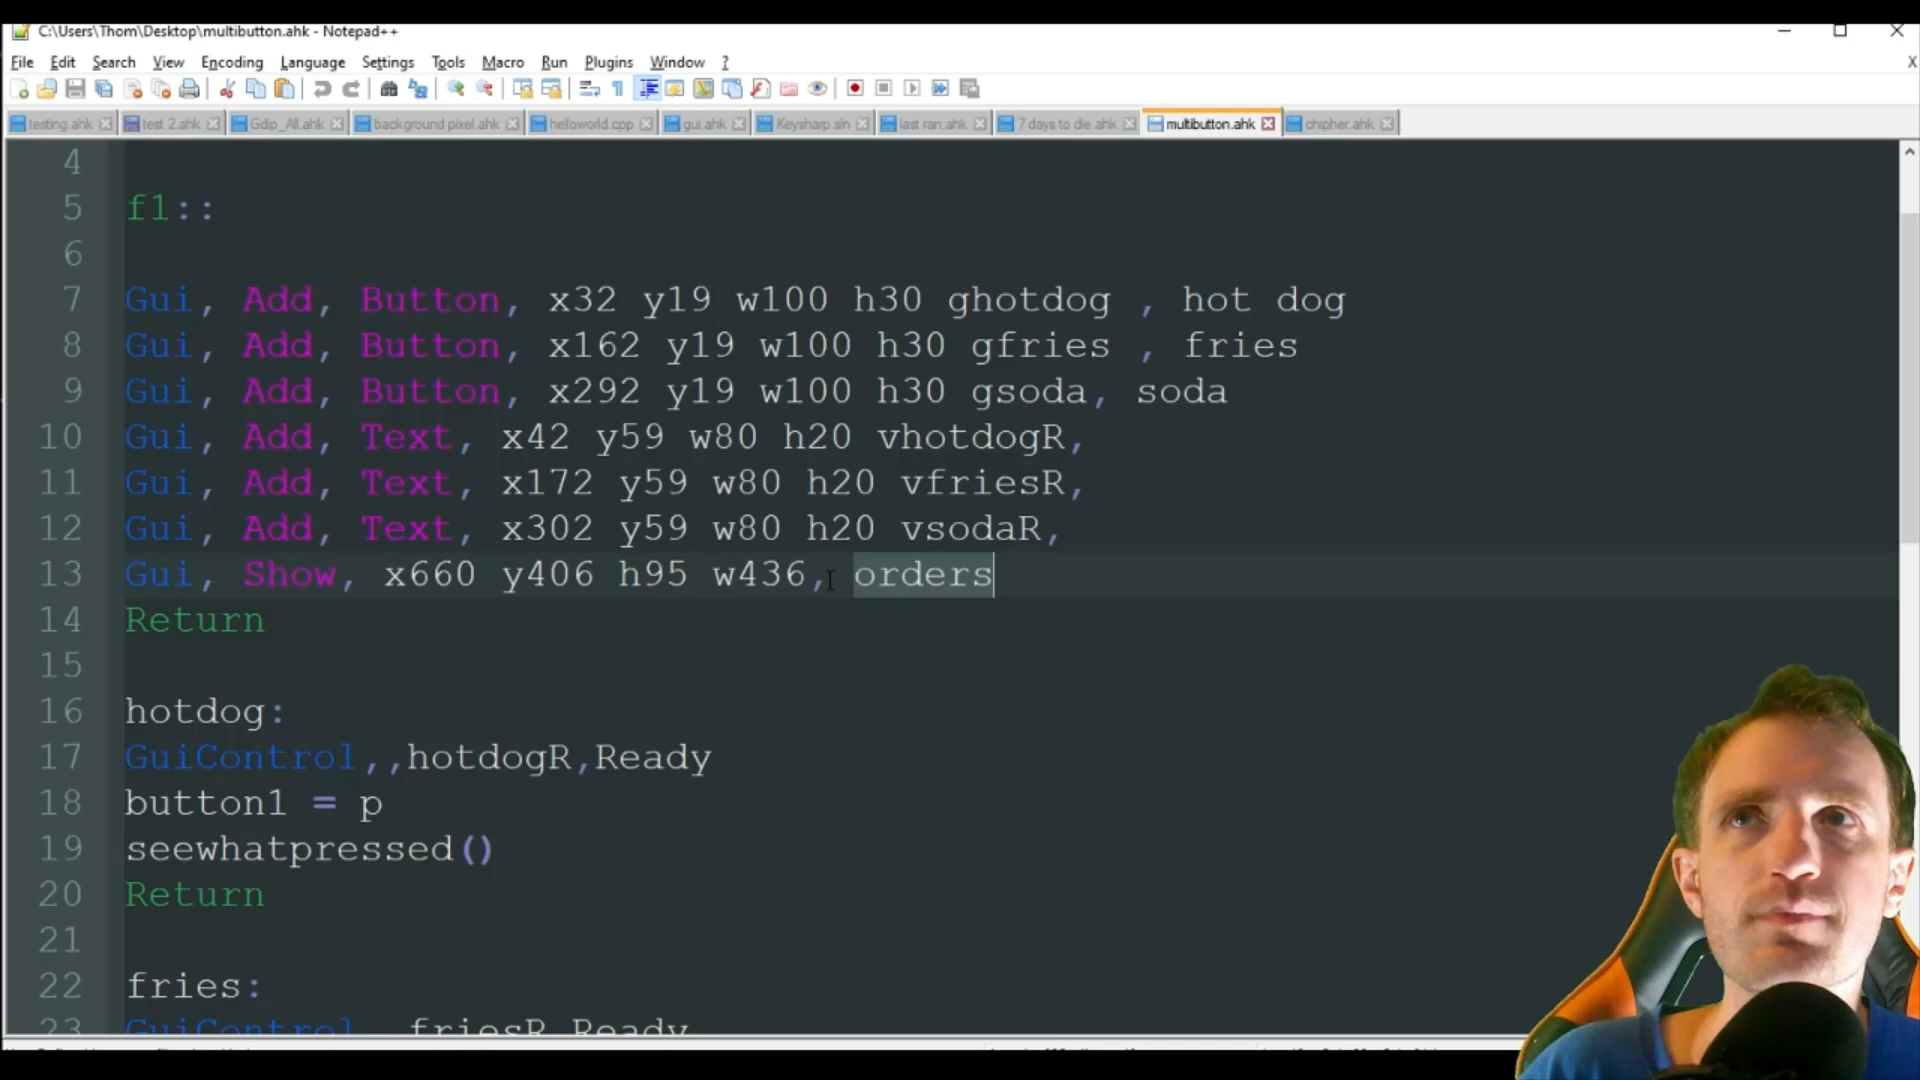 C:\Users\Thom\Desktop\multibutton.ahk - Notepad++
File Edit Search View Encoding Language Settings Tools Macro Run Plugins Window ? X
testing.ahk test 2.ahk Gdip_All.ahk background pixel.ahk helloworld.cpp gui.ahk Keysharp.sln last ran.ahk 7 days to die.ahk multibutton.ahk chipher.ahk
4
5 f1::
6
7 Gui, Add, Button, x32 y19 w100 h30 ghotdog , hot dog
8 Gui, Add, Button, x162 y19 w100 h30 gfries , fries
9 Gui, Add, Button, x292 y19 w100 h30 gsoda, soda
10 Gui, Add, Text, x42 y59 w80 h20 vhotdogR,
11 Gui, Add, Text, x172 y59 w80 h20 vfriesR,
12 Gui, Add, Text, x302 y59 w80 h20 vsodaR,
13 Gui, Show, x660 y406 h95 w436, orders
14 Return
15
16 hotdog:
17 GuiControl,,hotdogR,Ready
18 button1 = p
19 seewhatpressed()
20 Return
21
22 fries:
23 GuiControl,,friesR,Ready